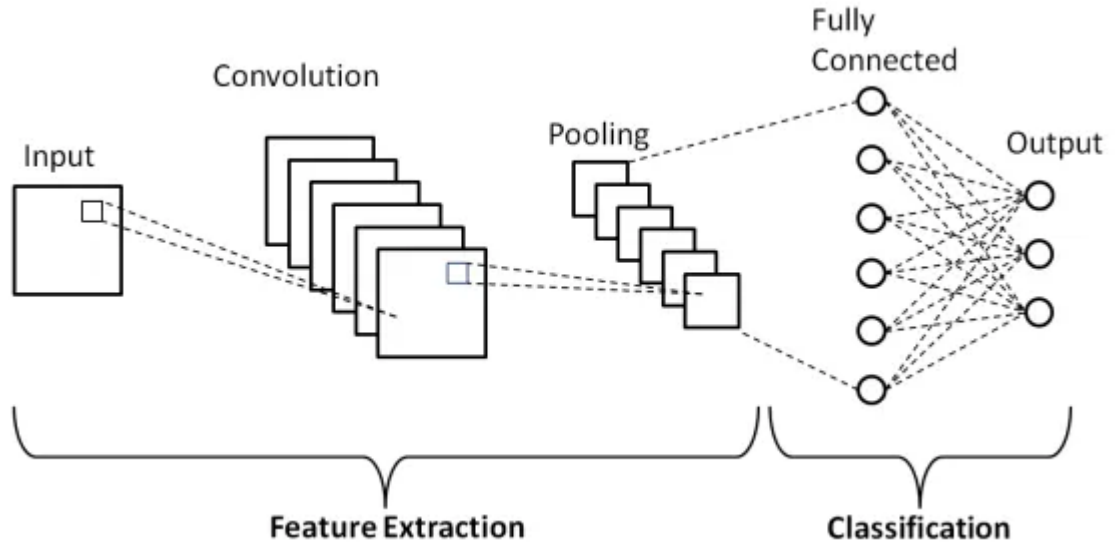 Input
Convolution
Pooling
Fully
Connected
Output
Feature Extraction
Classification